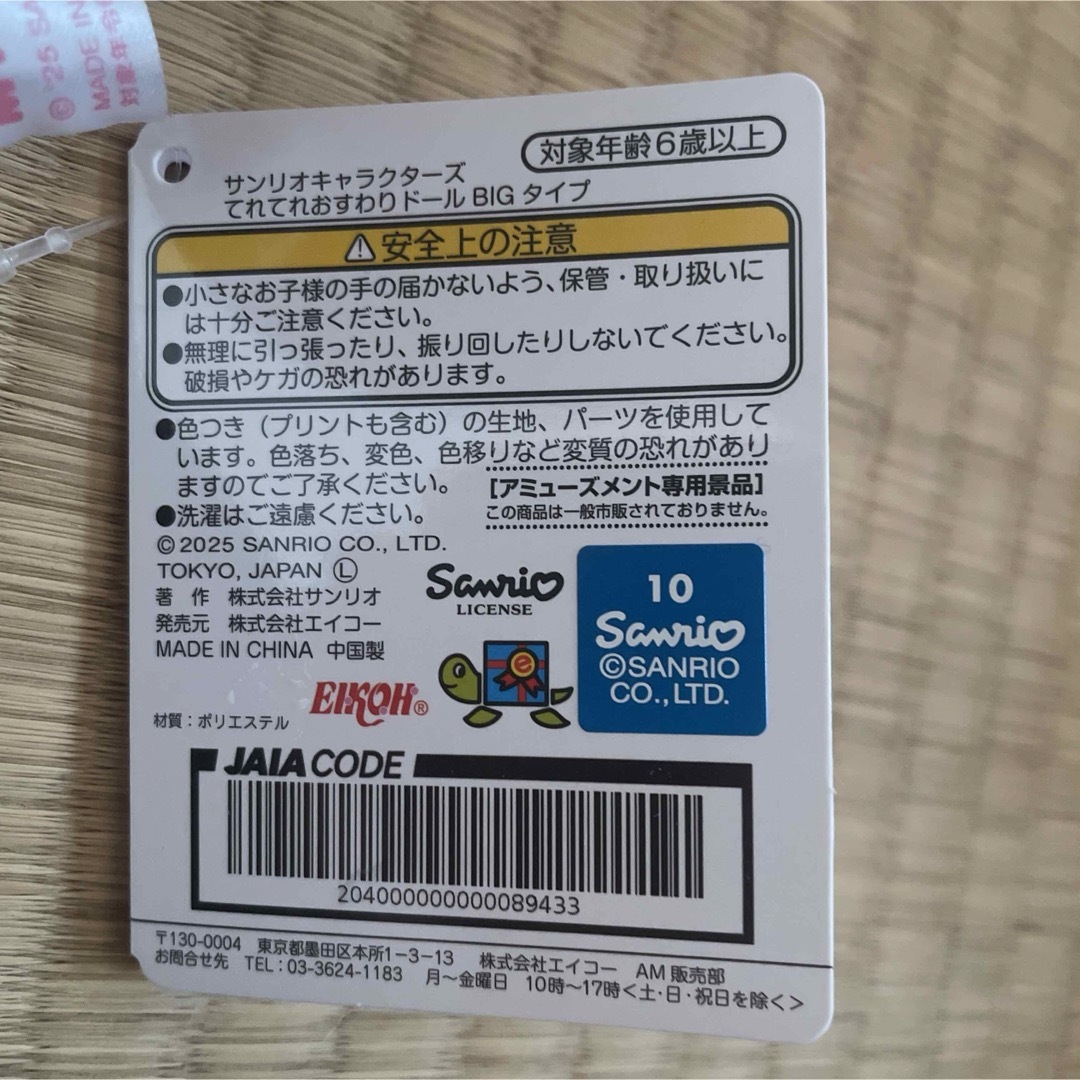 © '25 SA
MADE IN
対象年令
対象年齢6歳以上
サンリオキャラクターズ
てれてれおすわりドール BIG タイプ
⚠安全上の注意
●小さなお子様の手の届かないよう、保管・取り扱いに
は十分ご注意ください。
●無理に引っ張ったり、振り回したりしないでください。
破損やケガの恐れがあります。
●色つき（プリントも含む）の生地、パーツを使用して
います。色落ち、変色、色移りなど変質の恐れがあり
ますのでご了承ください。
[アミューズメント専用景品]
この商品は一般市販されておりません。
●洗濯はご遠慮ください。
© 2025 SANRIO CO., LTD.
TOKYO, JAPAN Ⓛ
著 作 株式会社サンリオ
発売元 株式会社エイコー
MADE IN CHINA 中国製
Sanrio
LICENSE
10
Sanrio
©SANRIO
CO., LTD.
e
EIKOH®
材質：ポリエステル
JAIA CODE
2040000000000089433
〒130-0004 東京都墨田区本所1-3-13 株式会社エイコー AM販売部
お問合せ先 TEL：03-3624-1183 月～金曜日 10時～17時＜土・日・祝日を除く＞